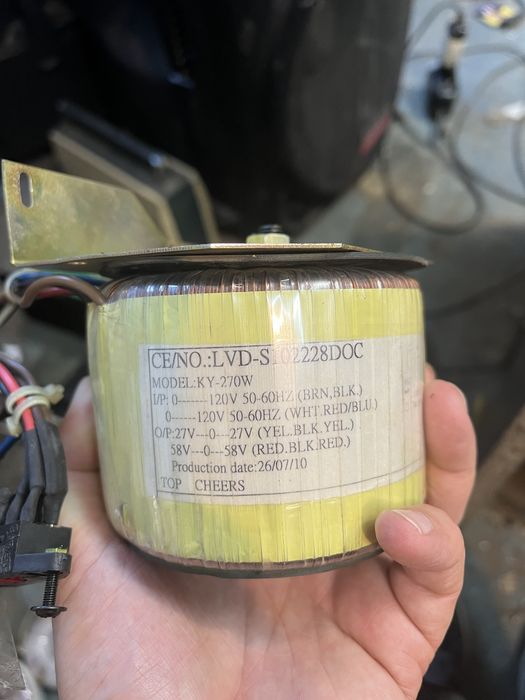 CE/NO.:LVD-S102228DOC
MODEL:KY-270W
I/P: 0-------120V 50-60HZ (BRN,BLK.)
0------120V 50-60HZ (WHT.RED/BLU.)
O/P:27V---0---27V (YEL.BLK.YEL.)
58V---0---58V (RED.BLK.RED.)
Production date:26/07/10
TOP CHEERS